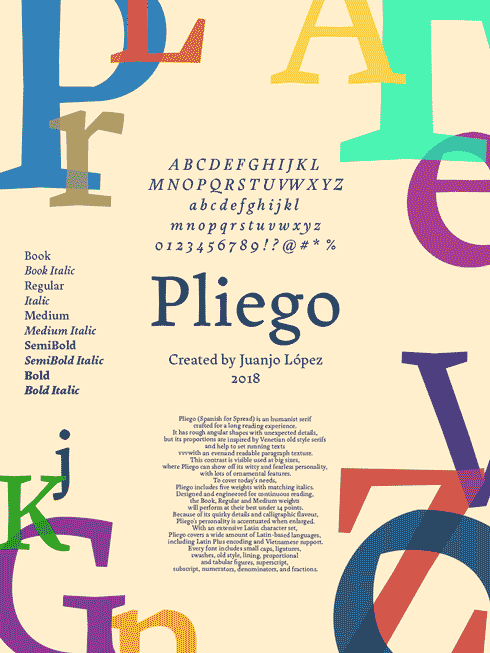 P
L
A
r
e
ABCDEFGHIJKL
MNOPQRSTUVWXYZ
abcdefghijkl
mnopqrstuvwxyz
0123456789!?@#*%
Book
Book Italic
Regular
Italic
Medium
Medium Italic
SemiBold
SemiBold Italic
Bold
Bold Italic
Pliego
Created by Juanjo López
2018
Pliego (Spanish for Spread) is an humanist serif
crafted for a long reading experience.
It has rough angular shapes with unexpected details,
but its proportions are inspired by Venetian old style serifs
and help to set running texts
vvvwith an evenand readable paragraph texture.
This contrast is visible used at big sizes,
where Pliego can show off its witty and fearless personality,
with lots of ornamental features.
To cover today's needs,
Pliego includes five weights with matching italics.
Designed and engineered for continuous reading,
the Book, Regular and Medium weights
will perform at their best under 14 points.
Because of its quirky details and calligraphic flavour,
Pliego's personality is accentuated when enlarged.
With an extensive Latin character set,
Pliego covers a wide amount of Latin-based languages,
including Latin Plus encoding and Vietnamese support.
Every font includes small caps, ligatures,
swashes, old style, lining, proportional
and tabular figures, superscript,
subscript, numerators, denominators, and fractions.
j
K
G
n
Z